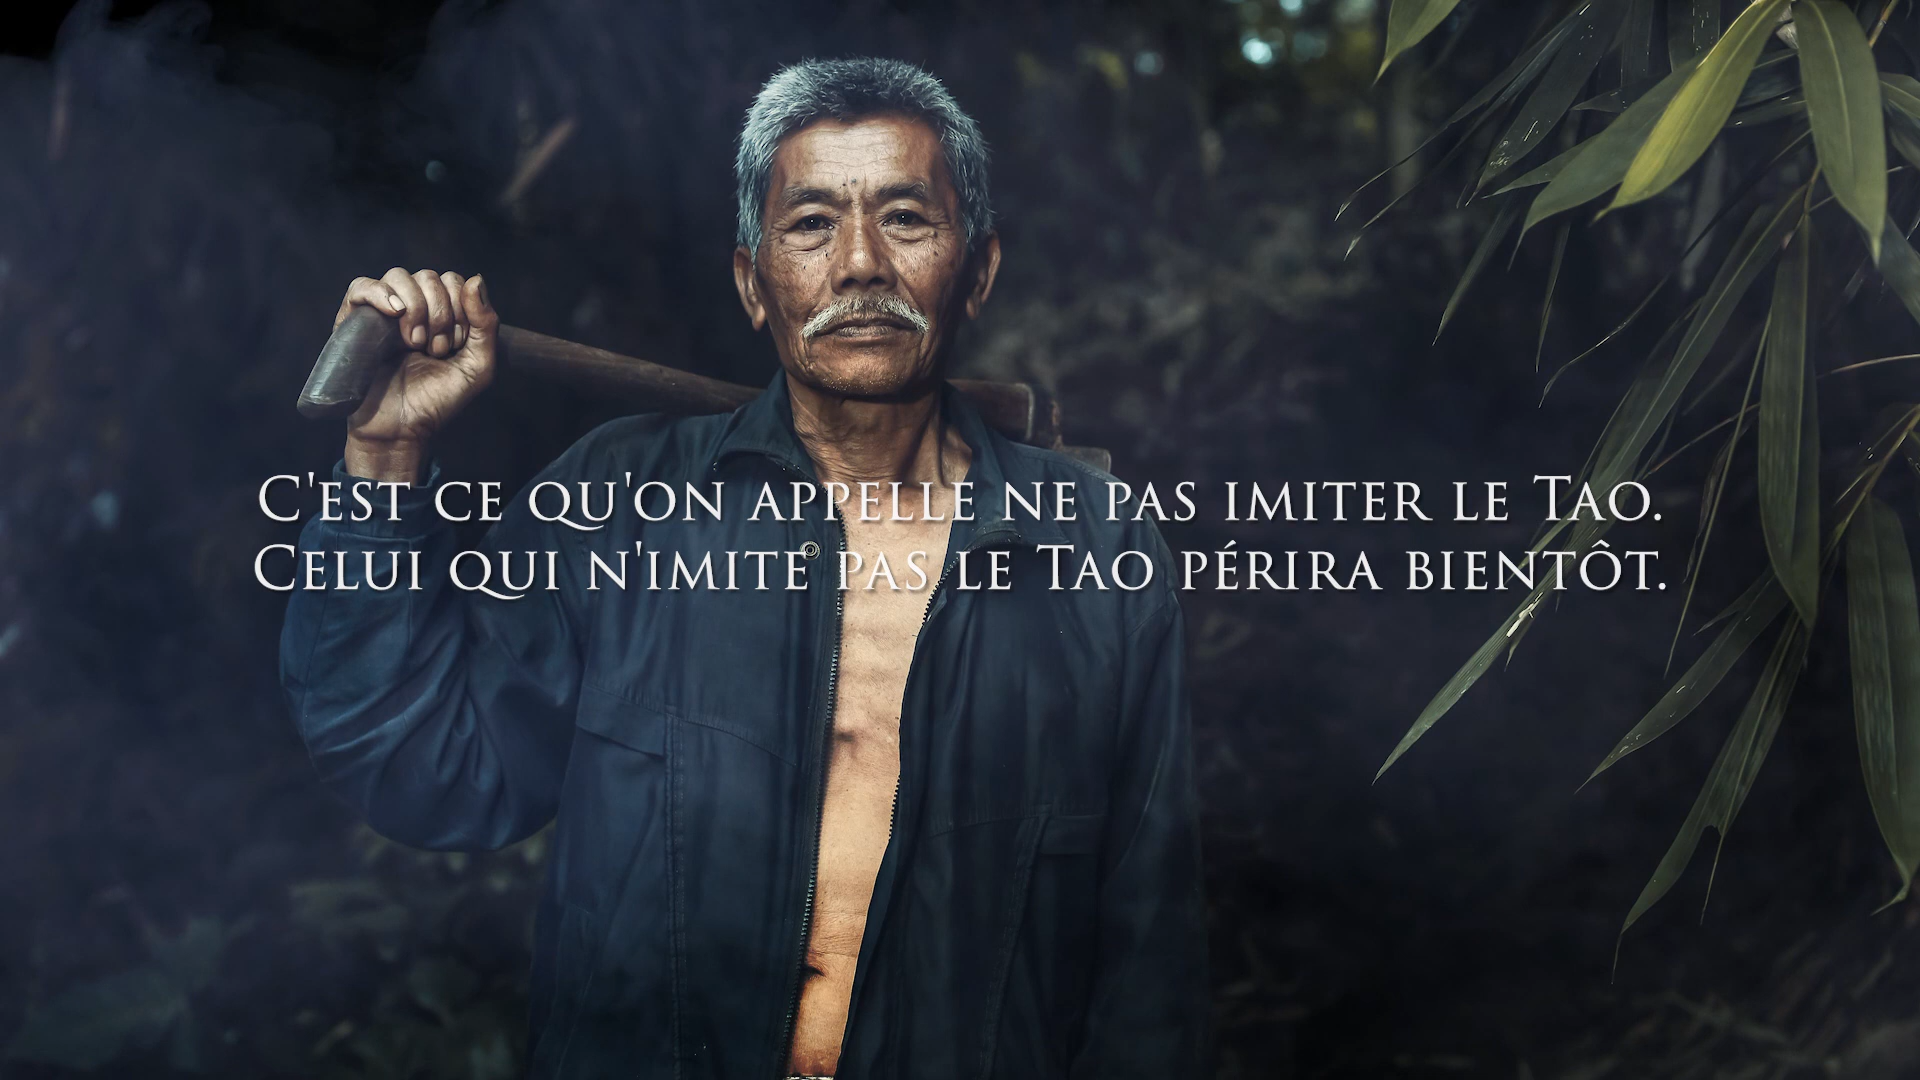 C'est ce qu'on appelle ne pas imiter le Tao.
Celui qui n'imite pas le Tao périra bientôt.